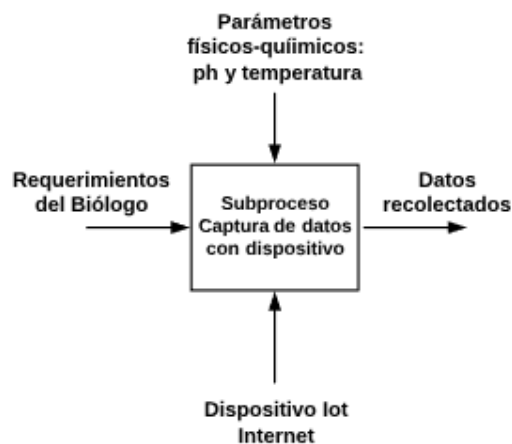 Parámetros
físicos-quíimicos:
ph y temperatura
Requerimientos
del Biólogo
Subproceso
Captura de datos
con dispositivo
Datos
recolectados
Dispositivo Iot
Internet